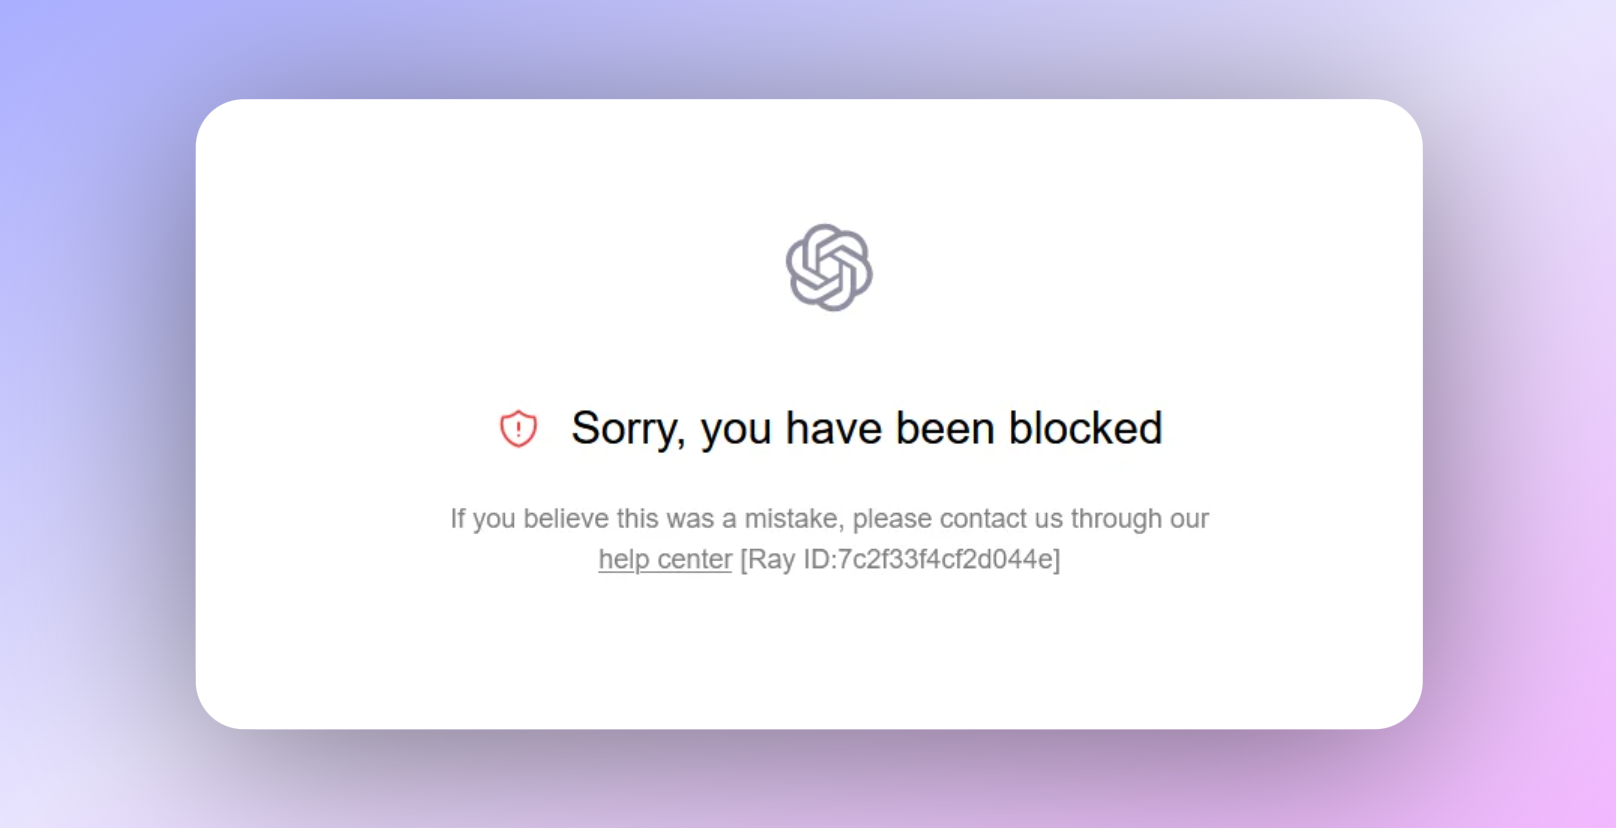 Sorry, you have been blocked
If you believe this was a mistake, please contact us through our
help center [Ray ID:7c2f33f4cf2d044e]